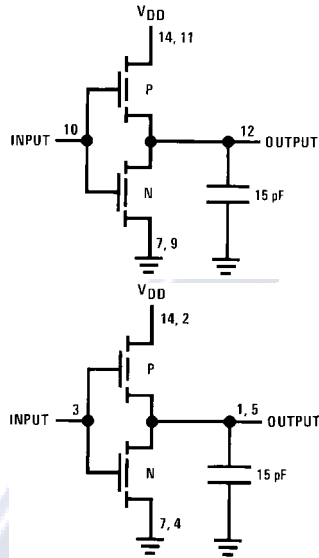 VDD
14, 11
P
INPUT 10 12 OUTPUT
N 15 pF
7, 9
VDD
14, 2
P
INPUT 3 1, 5 OUTPUT
N 15 pF
7, 4